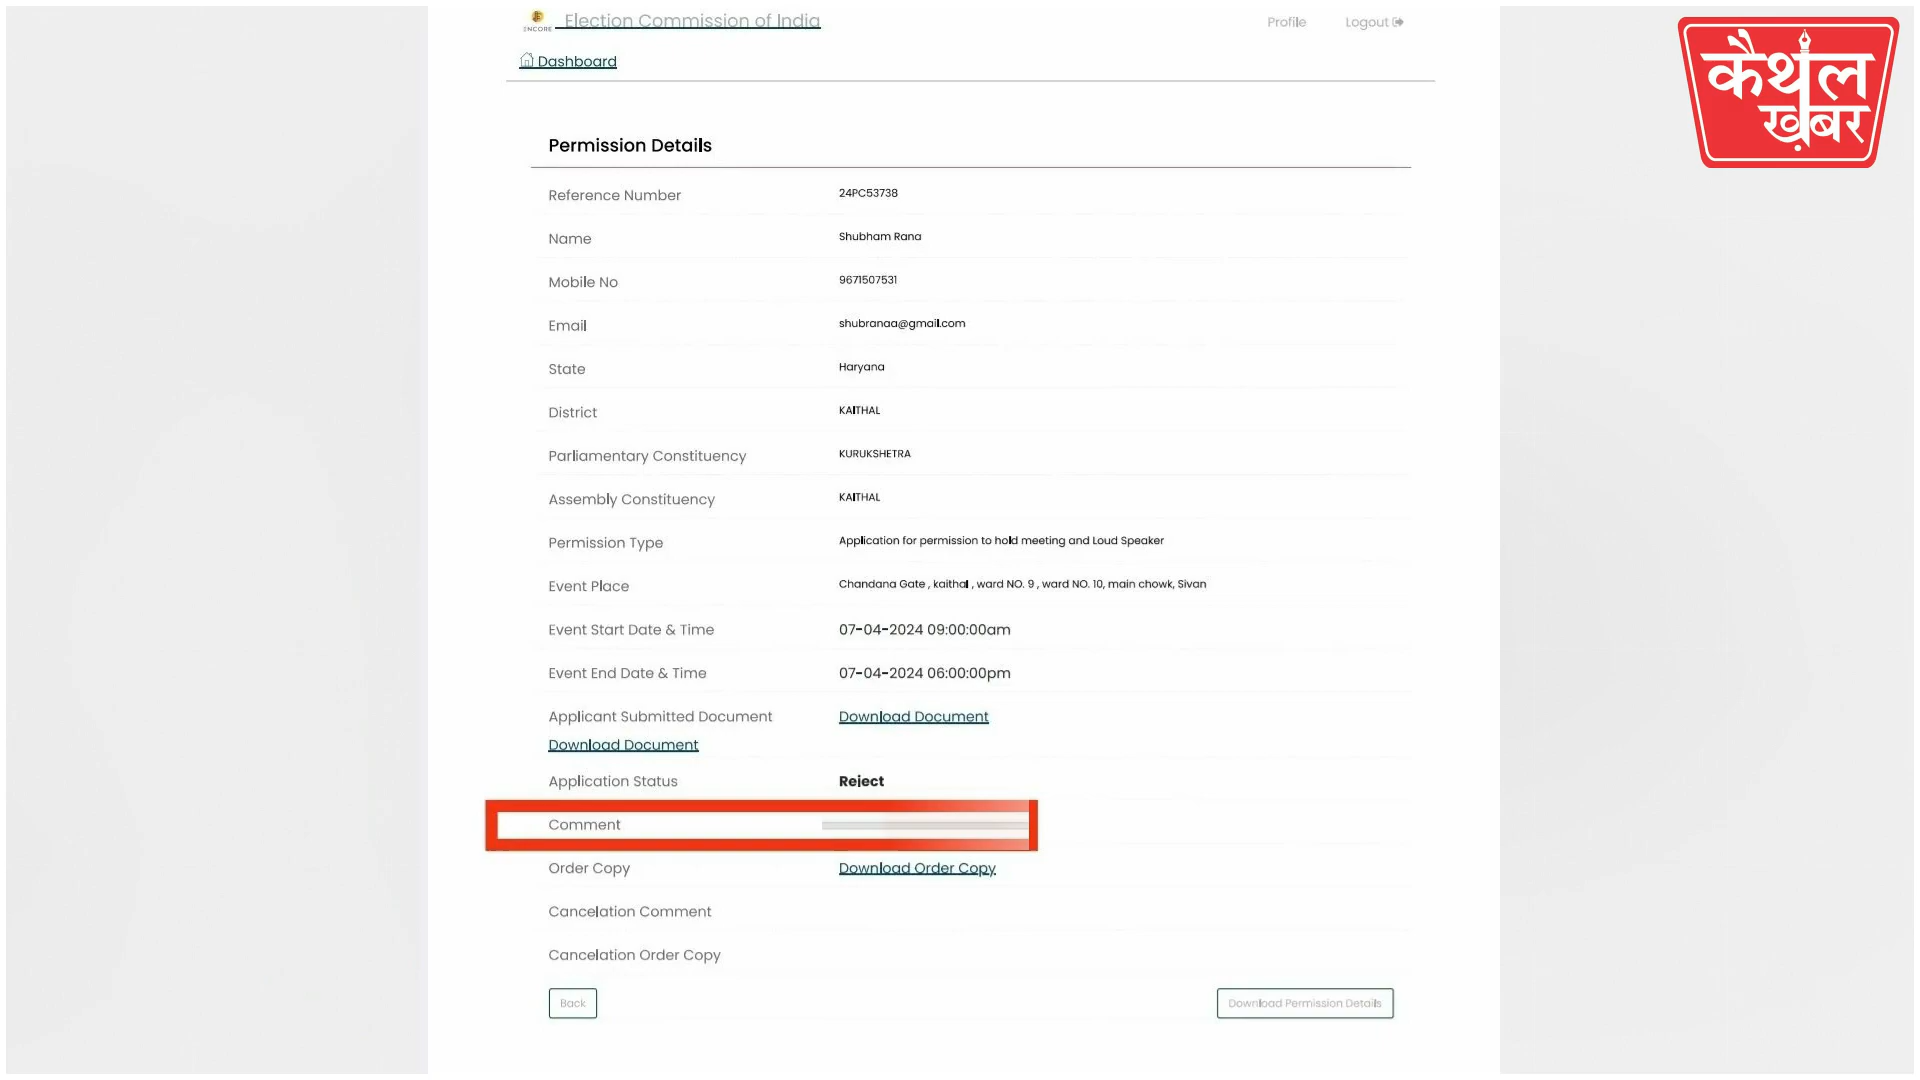 ENCORE Election Commission of India Profile Logout
Dashboard
कैथल
ख़बर
Permission Details
Reference Number 24PC53738
Name Shubham Rana
Mobile No 9671507531
Email shubranaa@gmail.com
State Haryana
District KAITHAL
Parliamentary Constituency KURUKSHETRA
Assembly Constituency KAITHAL
Permission Type Application for permission to hold meeting and Loud Speaker
Event Place Chandana Gate , kaithal , ward NO. 9 , ward NO. 10, main chowk, Sivan
Event Start Date & Time 07-04-2024 09:00:00am
Event End Date & Time 07-04-2024 06:00:00pm
Applicant Submitted Document Download Document
Download Document
Application Status Reject
Comment
Order Copy Download Order Copy
Cancelation Comment
Cancelation Order Copy
Back Download Permission Details